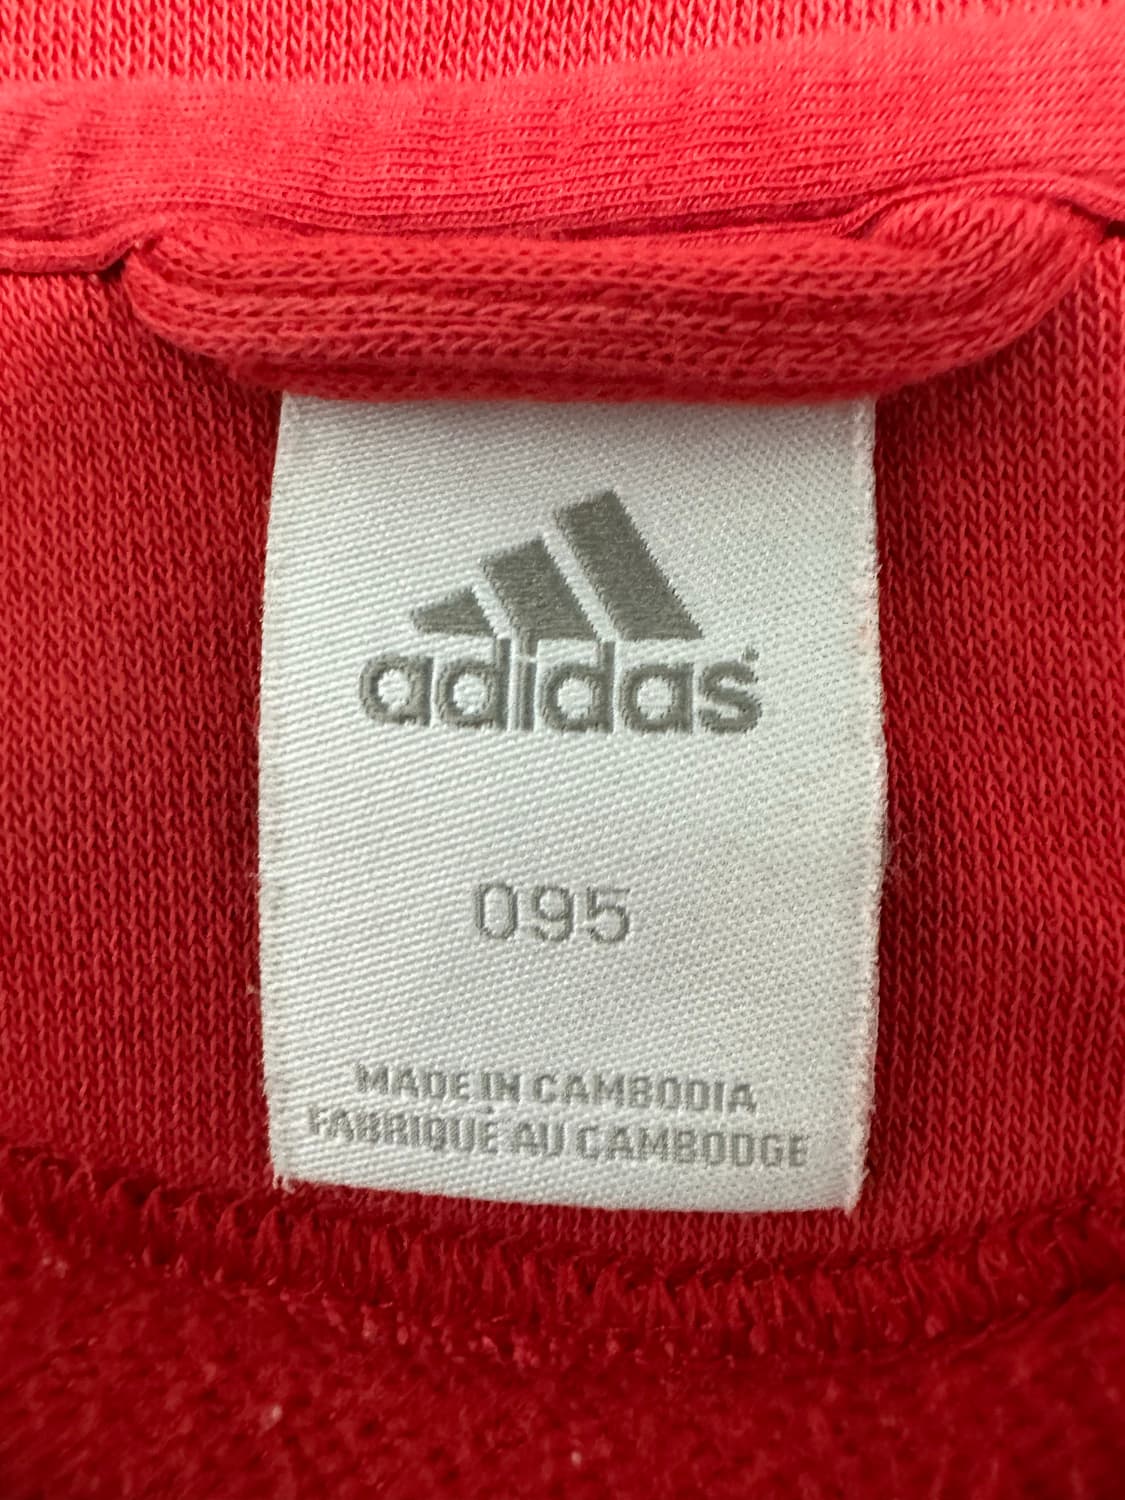 adidas
095
MADE IN CAMBODIA
FABRIQUÉ AU CAMBODGE